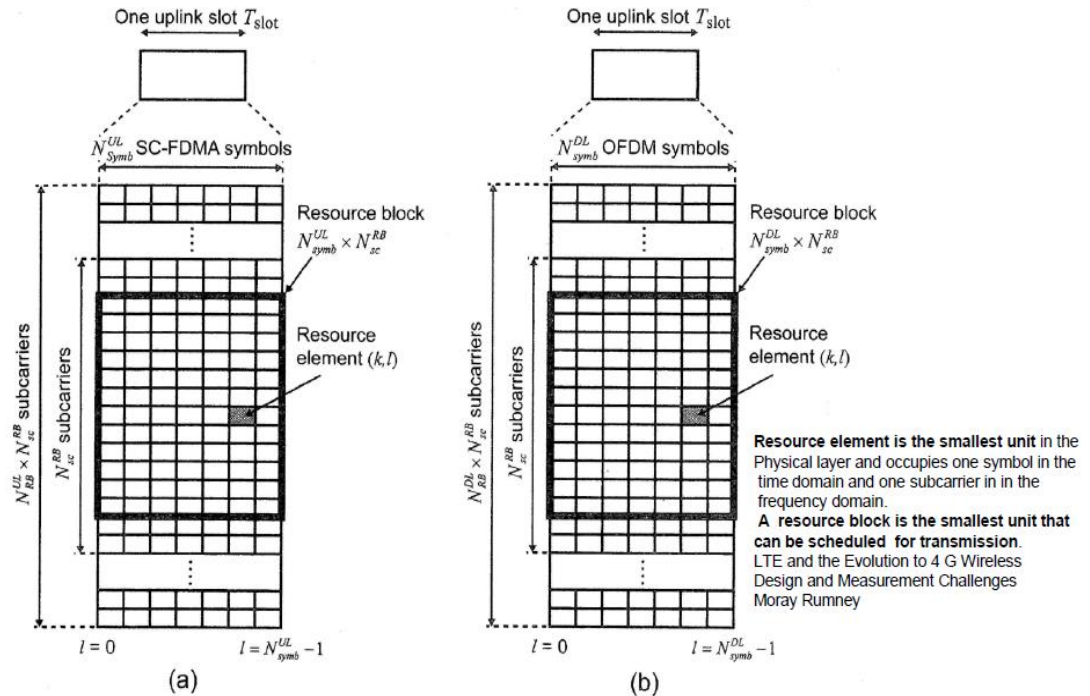 One uplink slot T_slot
N^UL_Symb SC-FDMA symbols
Resource block
N^UL_symb × N^RB_sc
Resource
element (k,l)
N^UL_RB × N^RB_sc subcarriers
N^RB_sc subcarriers
l = 0
l = N^UL_symb − 1
(a)
One uplink slot T_slot
N^DL_symb OFDM symbols
Resource block
N^DL_symb × N^RB_sc
Resource
element (k,l)
N^DL_RB × N^RB_sc subcarriers
N^RB_sc subcarriers
l = 0
l = N^DL_symb − 1
(b)
Resource element is the smallest unit in the
Physical layer and occupies one symbol in the
time domain and one subcarrier in in the
frequency domain.
A resource block is the smallest unit that
can be scheduled for transmission.
LTE and the Evolution to 4 G Wireless
Design and Measurement Challenges
Moray Rumney